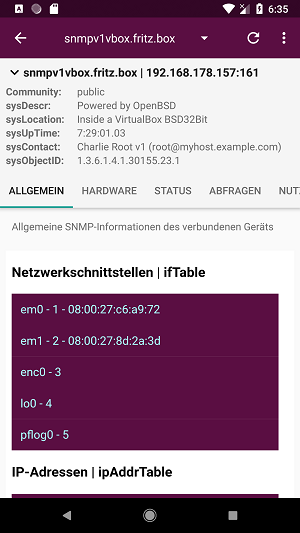 6:35
snmpv1vbox.fritz.box
snmpv1vbox.fritz.box | 192.168.178.157:161
Community: public
sysDescr: Powered by OpenBSD
sysLocation: Inside a VirtualBox BSD32Bit
sysUpTime: 7:29:01.03
sysContact: Charlie Root v1 (root@myhost.example.com)
sysObjectID: 1.3.6.1.4.1.30155.23.1
ALLGEMEIN HARDWARE STATUS ABFRAGEN NUT
Allgemeine SNMP-Informationen des verbundenen Geräts
Netzwerkschnittstellen | ifTable
em0 - 1 - 08:00:27:c6:a9:72
em1 - 2 - 08:00:27:8d:2a:3d
enc0 - 3
lo0 - 4
pflog0 - 5
IP-Adressen | ipAddrTable